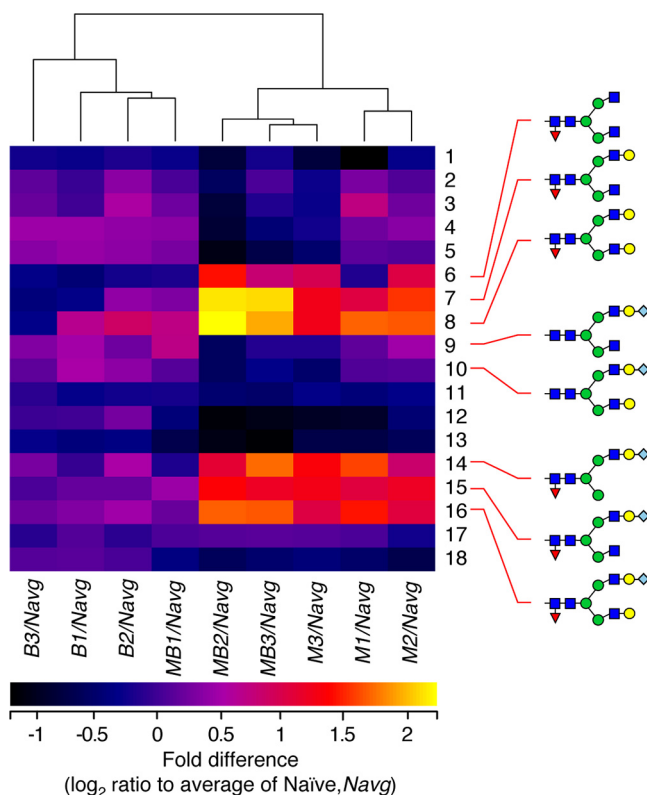 1
2
3
4
5
6
7
8
9
10
11
12
13
14
15
16
17
18
B3/Navg
B1/Navg
B2/Navg
MB1/Navg
MB2/Navg
MB3/Navg
M3/Navg
M1/Navg
M2/Navg
-1 -0.5 0 0.5 1 1.5 2
Fold difference
(log2 ratio to average of Naïve,Navg)